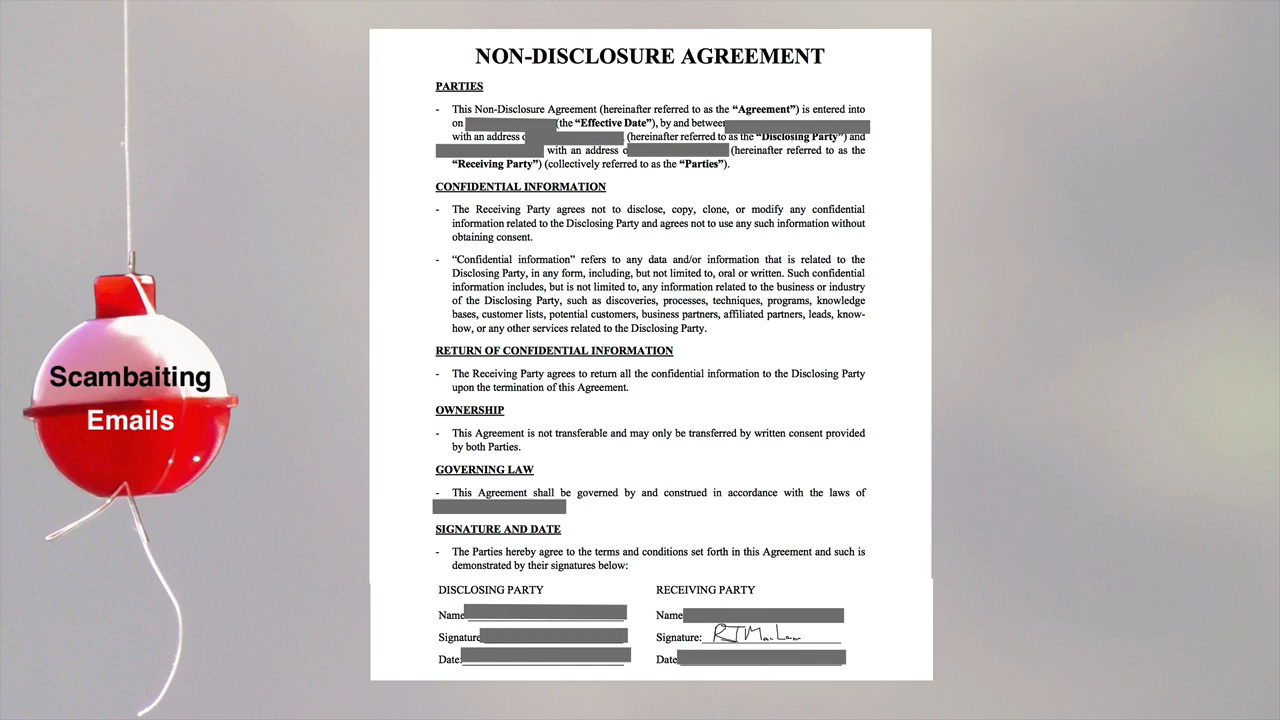 Scambaiting
Emails
NON-DISCLOSURE AGREEMENT
PARTIES
- This Non-Disclosure Agreement (hereinafter referred to as the “Agreement”) is entered into
on (the “Effective Date”), by and between
with an address (hereinafter referred to as the “Disclosing Party”) and
with an address (hereinafter referred to as the
“Receiving Party”) (collectively referred to as the “Parties”).
CONFIDENTIAL INFORMATION
- The Receiving Party agrees not to disclose, copy, clone, or modify any confidential
information related to the Disclosing Party and agrees not to use any such information without
obtaining consent.
- “Confidential information” refers to any data and/or information that is related to the
Disclosing Party, in any form, including, but not limited to, oral or written. Such confidential
information includes, but is not limited to, any information related to the business or industry
of the Disclosing Party, such as discoveries, processes, techniques, programs, knowledge
bases, customer lists, potential customers, business partners, affiliated partners, leads, know-
how, or any other services related to the Disclosing Party.
RETURN OF CONFIDENTIAL INFORMATION
- The Receiving Party agrees to return all the confidential information to the Disclosing Party
upon the termination of this Agreement.
OWNERSHIP
- This Agreement is not transferable and may only be transferred by written consent provided
by both Parties.
GOVERNING LAW
- This Agreement shall be governed by and construed in accordance with the laws of
SIGNATURE AND DATE
- The Parties hereby agree to the terms and conditions set forth in this Agreement and such is
demonstrated by their signatures below:
DISCLOSING PARTY RECEIVING PARTY
Name Name
Signature Signature:
Date: Date